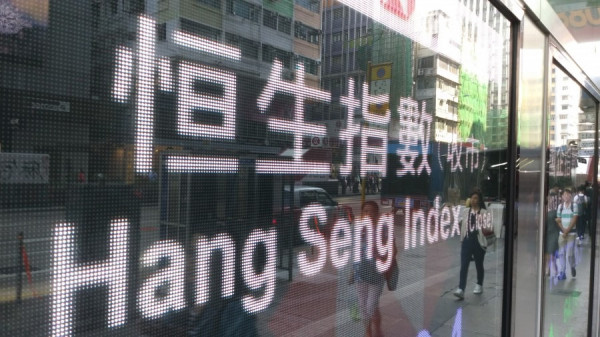 恒生指數 (收市)
Hang Seng Index (Close)